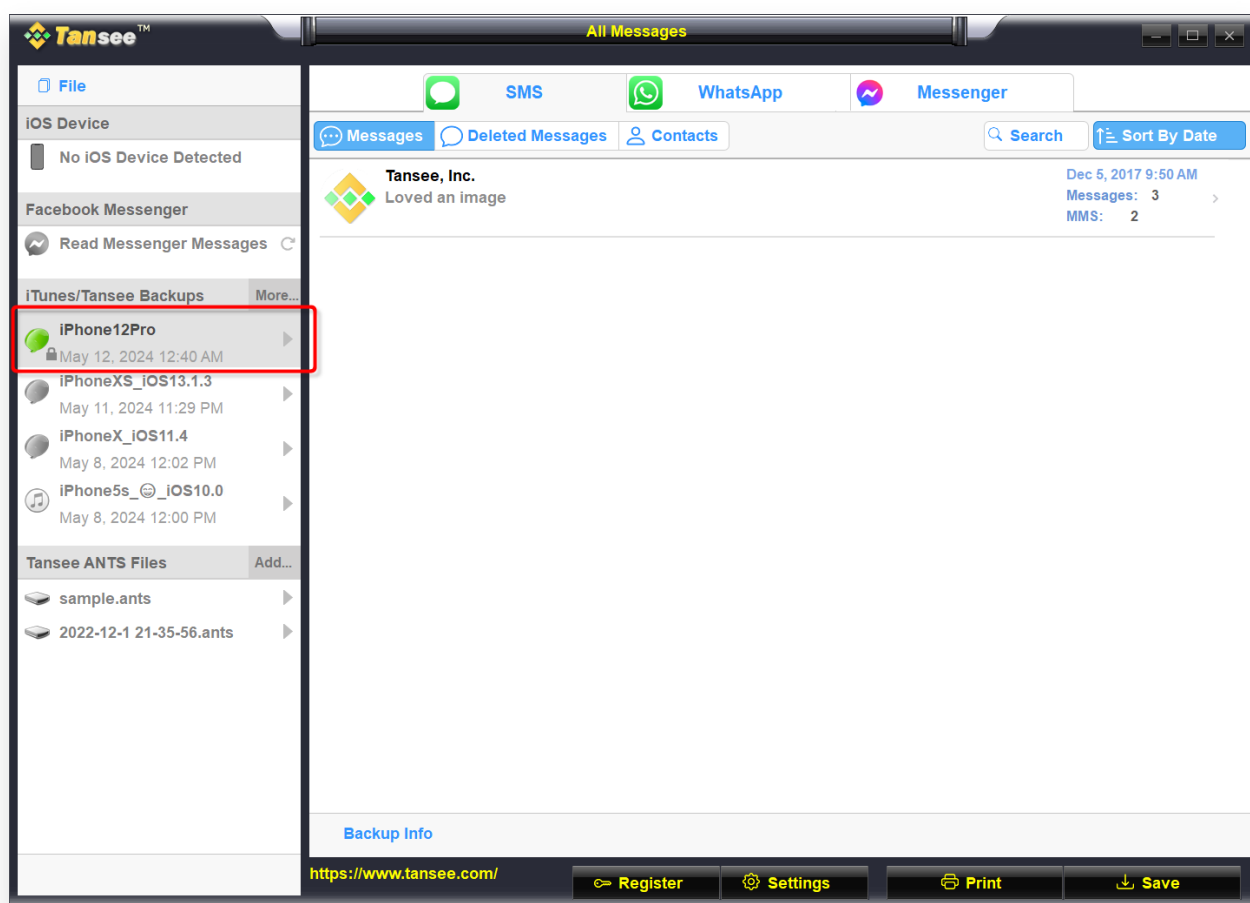 Tansee™
All Messages
File
iOS Device
No iOS Device Detected
Facebook Messenger
Read Messenger Messages
iTunes/Tansee Backups More...
iPhone12Pro
May 12, 2024 12:40 AM
iPhoneXS_iOS13.1.3
May 11, 2024 11:29 PM
iPhoneX_iOS11.4
May 8, 2024 12:02 PM
iPhone5s_😁_iOS10.0
May 8, 2024 12:00 PM
Tansee ANTS Files Add...
sample.ants
2022-12-1 21-35-56.ants
SMS WhatsApp Messenger
Messages Deleted Messages Contacts Search Sort By Date
Tansee, Inc. Dec 5, 2017 9:50 AM
Loved an image Messages: 3
MMS: 2
Backup Info
https://www.tansee.com/ Register Settings Print Save